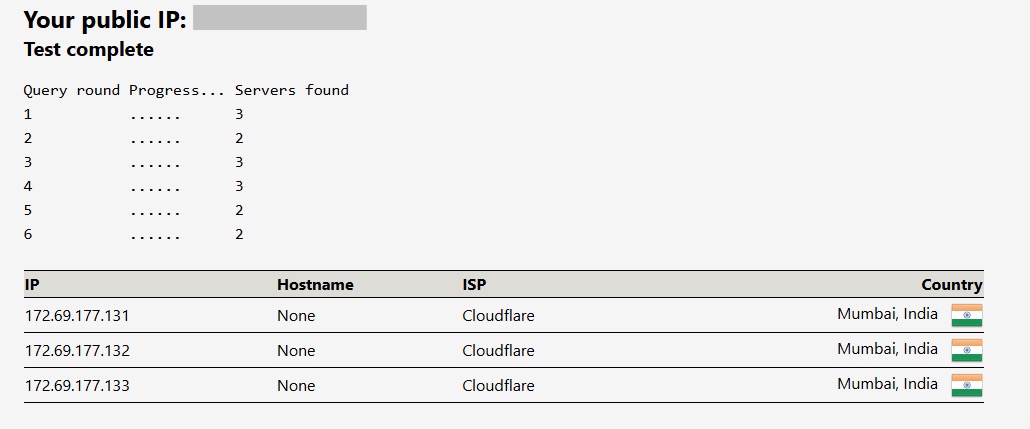 Your public IP:
Test complete
Query round Progress... Servers found
1 ...... 3
2 ...... 2
3 ...... 3
4 ...... 3
5 ...... 2
6 ...... 2
IP Hostname ISP Country
172.69.177.131 None Cloudflare Mumbai, India
172.69.177.132 None Cloudflare Mumbai, India
172.69.177.133 None Cloudflare Mumbai, India